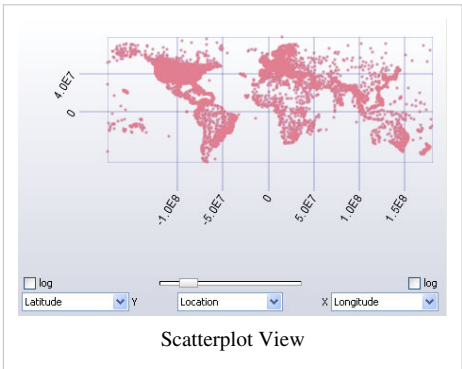 4.0E7
0
-1.0E8
-5.0E7
0
5.0E7
1.0E8
1.5E8
log
log
Latitude Y Location X Longitude
Scatterplot View